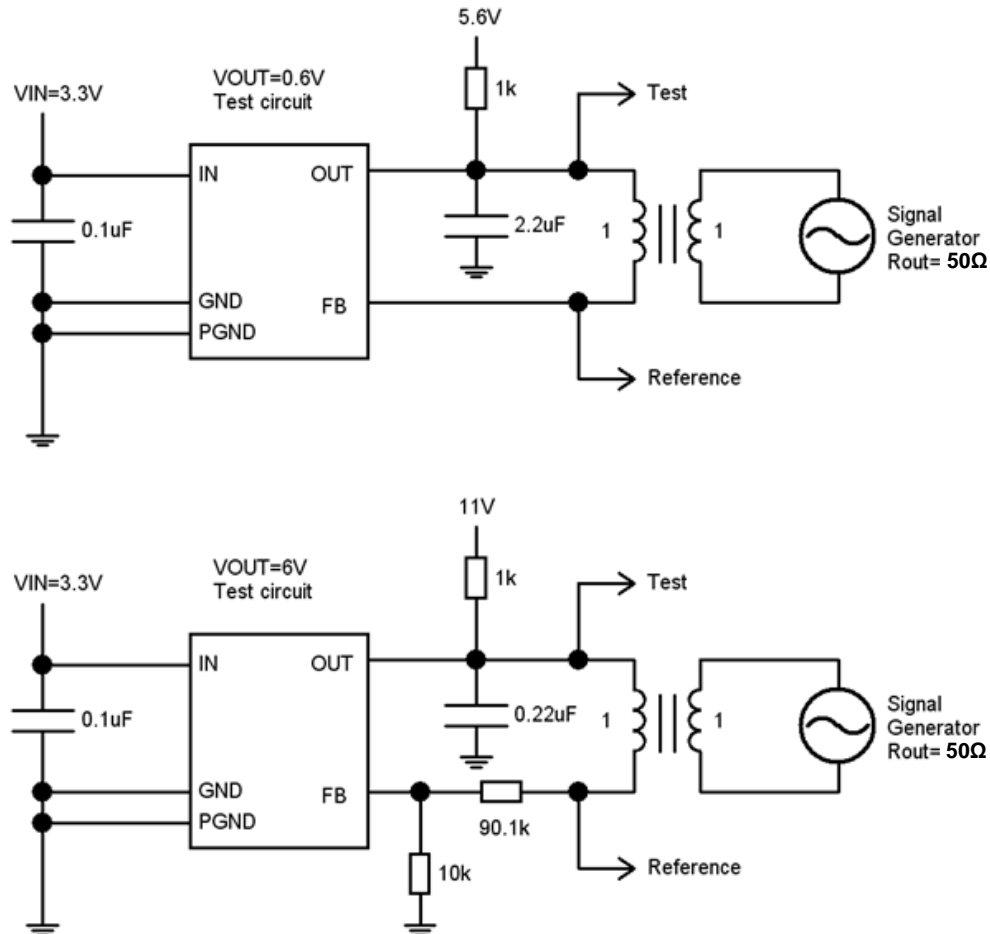 5.6V
VOUT=0.6V
Test circuit
VIN=3.3V
1k
Test
IN
OUT
0.1uF
2.2uF
1
1
Signal
Generator
Rout= 50Ω
GND
FB
PGND
Reference
11V
VOUT=6V
Test circuit
VIN=3.3V
1k
Test
IN
OUT
0.1uF
0.22uF
1
1
Signal
Generator
Rout= 50Ω
GND
FB
PGND
90.1k
10k
Reference